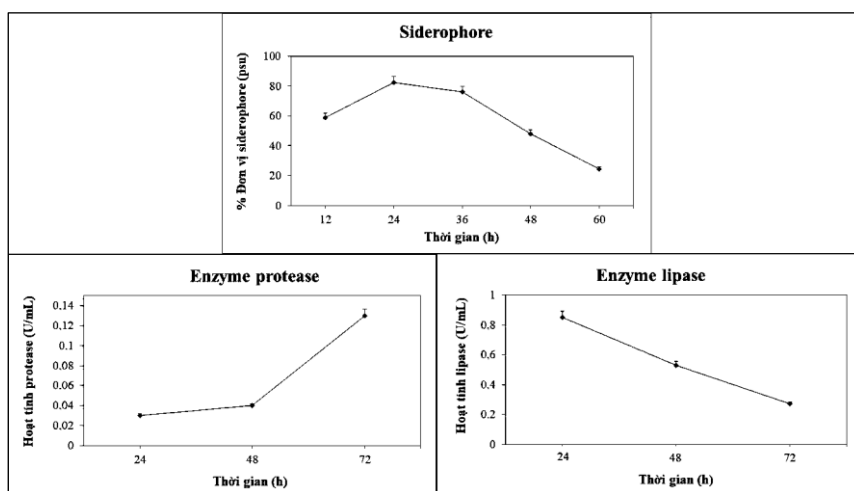 Siderophore
% Đơn vị siderophore (psu)
100
80
60
40
20
0
12 24 36 48 60
Thời gian (h)
Enzyme protease
Hoạt tính protease (U/mL)
0.14
0.12
0.1
0.08
0.06
0.04
0.02
0
24 48 72
Thời gian (h)
Enzyme lipase
Hoạt tính lipase (U/mL)
1
0.8
0.6
0.4
0.2
0
24 48 72
Thời gian (h)